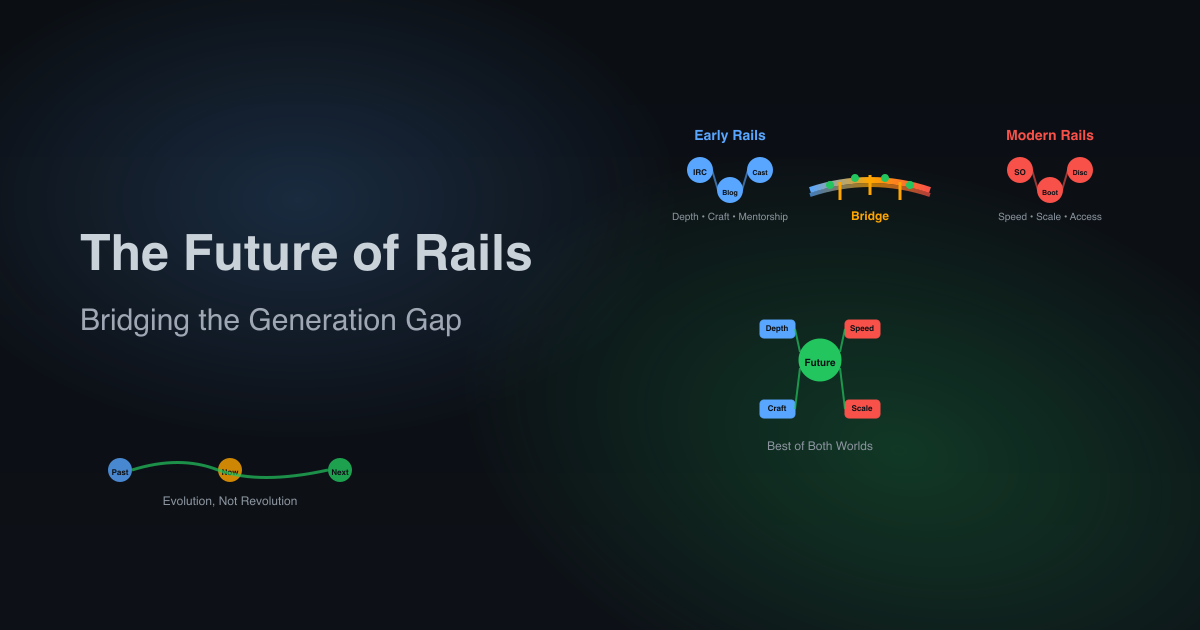 The Future of Rails
Bridging the Generation Gap
Past
Now
Next
Evolution, Not Revolution
Early Rails
IRC
Blog
Cast
Depth • Craft • Mentorship
Bridge
Modern Rails
SO
Boot
Disc
Speed • Scale • Access
Depth
Speed
Future
Craft
Scale
Best of Both Worlds